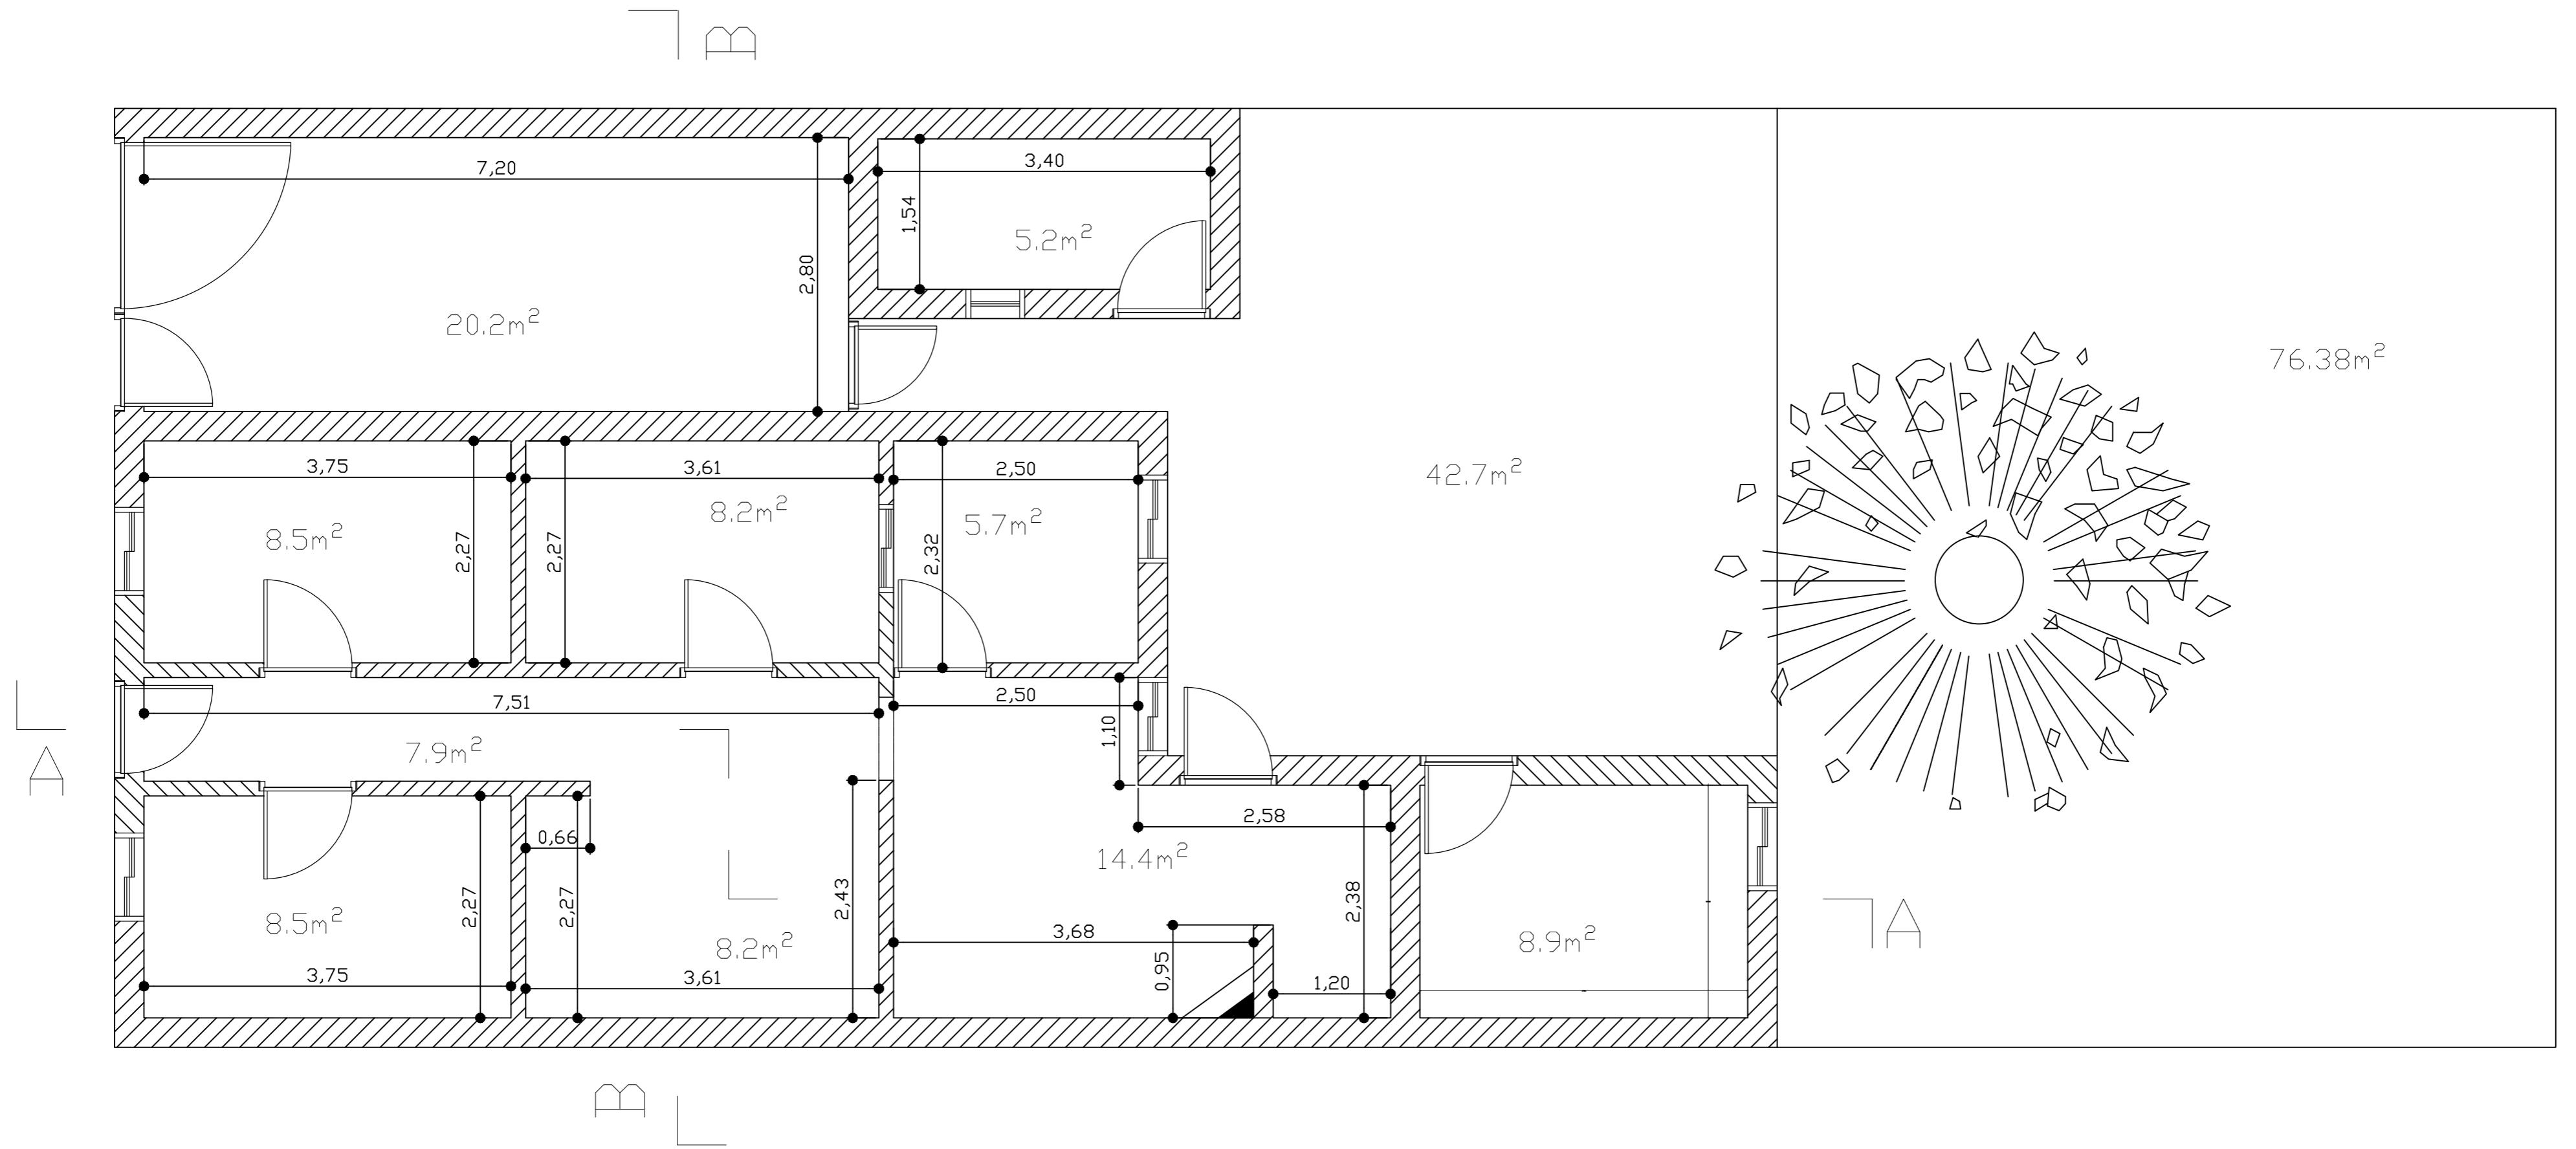 B
7,20
3,40
1,54
5.2m²
2,80
20.2m²
76.38m²
3,75
3,61
2,50
42.7m²
8.5m²
2,27
2,27
8.2m²
2,32
5.7m²
7,51
2,50
1,10
A
7.9m²
0,66
2,58
14.4m²
2,27
2,27
2,43
2,38
8.5m²
8.2m²
3,68
8.9m²
A
3,75
3,61
0,95
1,20
B